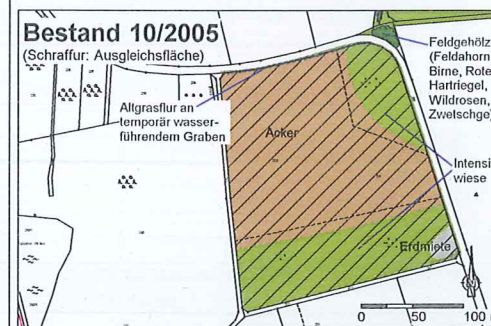 Bestand 10/2005
(Schraffur: Ausgleichsfläche)
Feldgehölz
(Feldahorn
Birne, Rote
Hartriegel,
Wildrosen,
Zwetschge)
Altgrasflur an
temporär wasser-
führendem Graben
Acker
Intensi
wiese
Erdmiete
N
0 50 100